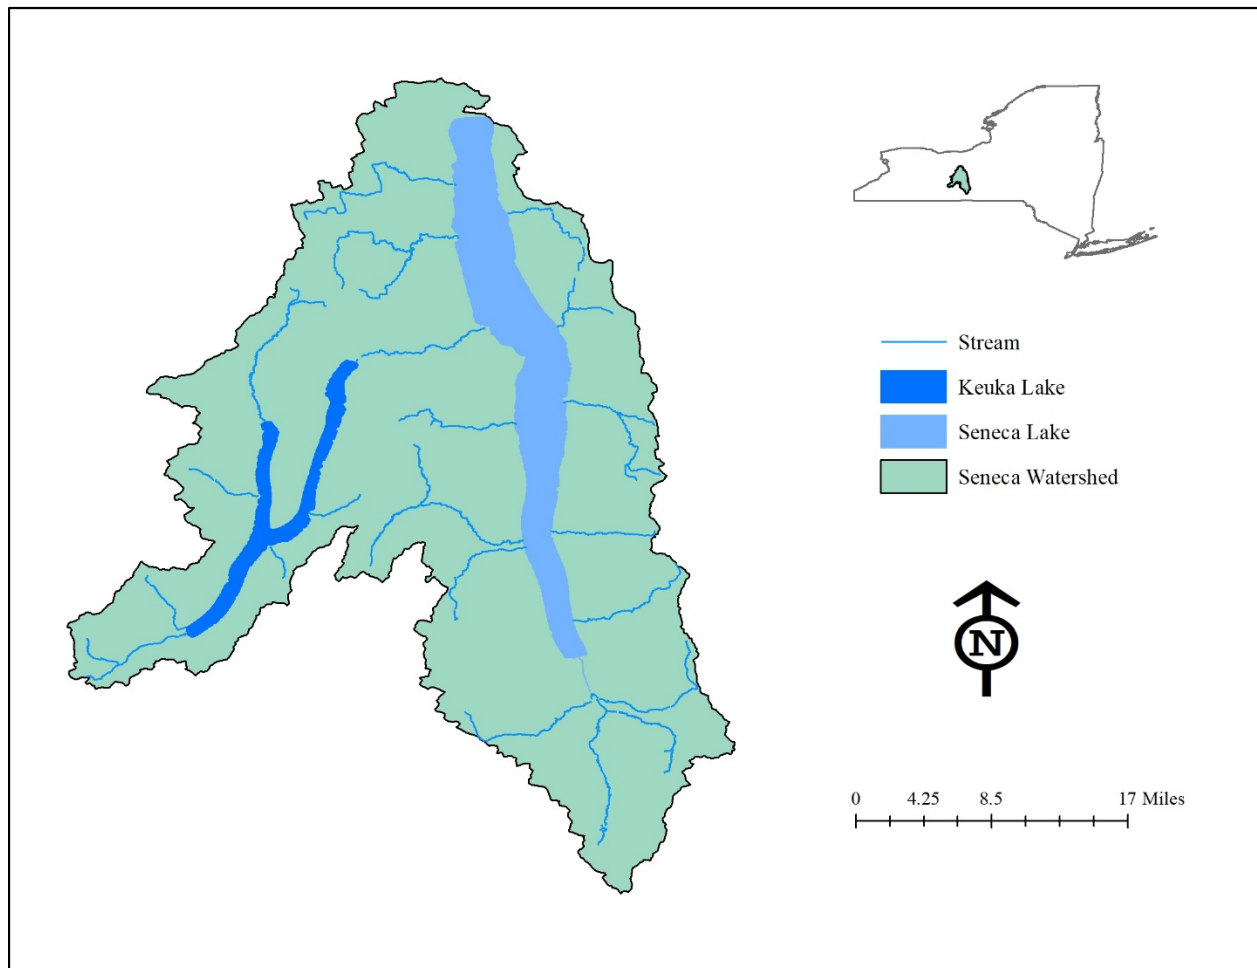 Stream
Keuka Lake
Seneca Lake
Seneca Watershed
N
0 4.25 8.5 17 Miles